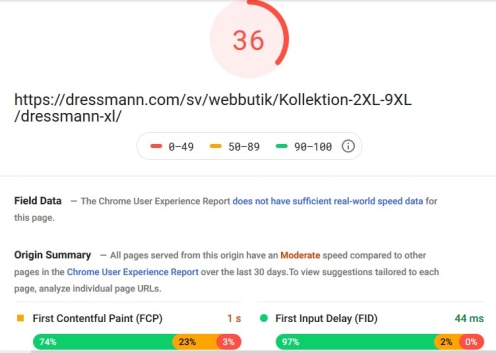 36
https://dressmann.com/sv/webbutik/Kollektion-2XL-9XL
/dressmann-xl/
0–49 50–89 90–100
Field Data — The Chrome User Experience Report does not have sufficient real-world speed data for
this page.
Origin Summary — All pages served from this origin have an Moderate speed compared to other
pages in the Chrome User Experience Report over the last 30 days.To view suggestions tailored to each
page, analyze individual page URLs.
First Contentful Paint (FCP) 1 s First Input Delay (FID) 44 ms
74% 23% 3% 97% 2% 0%